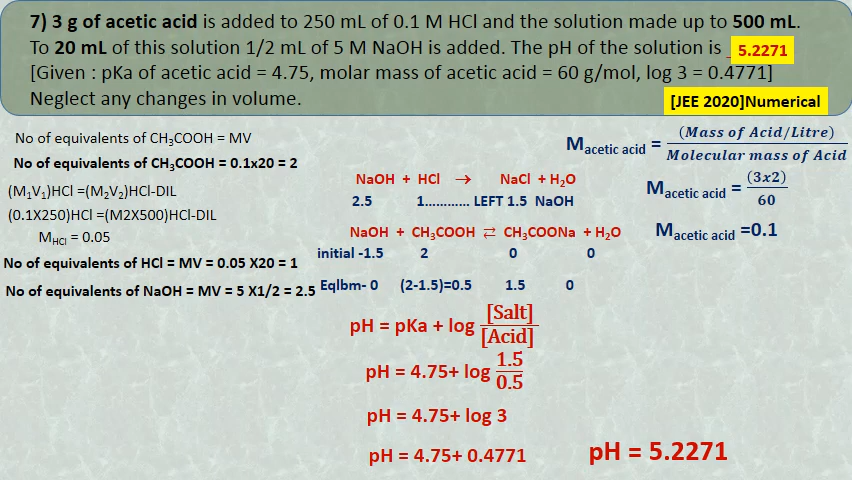 7) 3 g of acetic acid is added to 250 mL of 0.1 M HCl and the solution made up to 500 mL.
To 20 mL of this solution 1/2 mL of 5 M NaOH is added. The pH of the solution is _ 5.2271
[Given : pKa of acetic acid = 4.75, molar mass of acetic acid = 60 g/mol, log 3 = 0.4771]
Neglect any changes in volume.
[JEE 2020]Numerical
No of equivalents of CH₃COOH = MV
No of equivalents of CH₃COOH = 0.1x20 = 2
(M₁V₁)HCl =(M₂V₂)HCl-DIL
(0.1X250)HCl =(M2X500)HCl-DIL
M_HCl = 0.05
No of equivalents of HCl = MV = 0.05 X20 = 1
No of equivalents of NaOH = MV = 5 X1/2 = 2.5
NaOH + HCl → NaCl + H₂O
2.5 1............ LEFT 1.5 NaOH
NaOH + CH₃COOH ⇄ CH₃COONa + H₂O
initial -1.5 2 0 0
Eqlbm- 0 (2-1.5)=0.5 1.5 0
pH = pKa + log [Salt]/[Acid]
pH = 4.75+ log 1.5/0.5
pH = 4.75+ log 3
pH = 4.75+ 0.4771
pH = 5.2271
M_acetic acid = (Mass of Acid/Litre)/Molecular mass of Acid
M_acetic acid = (3x2)/60
M_acetic acid =0.1